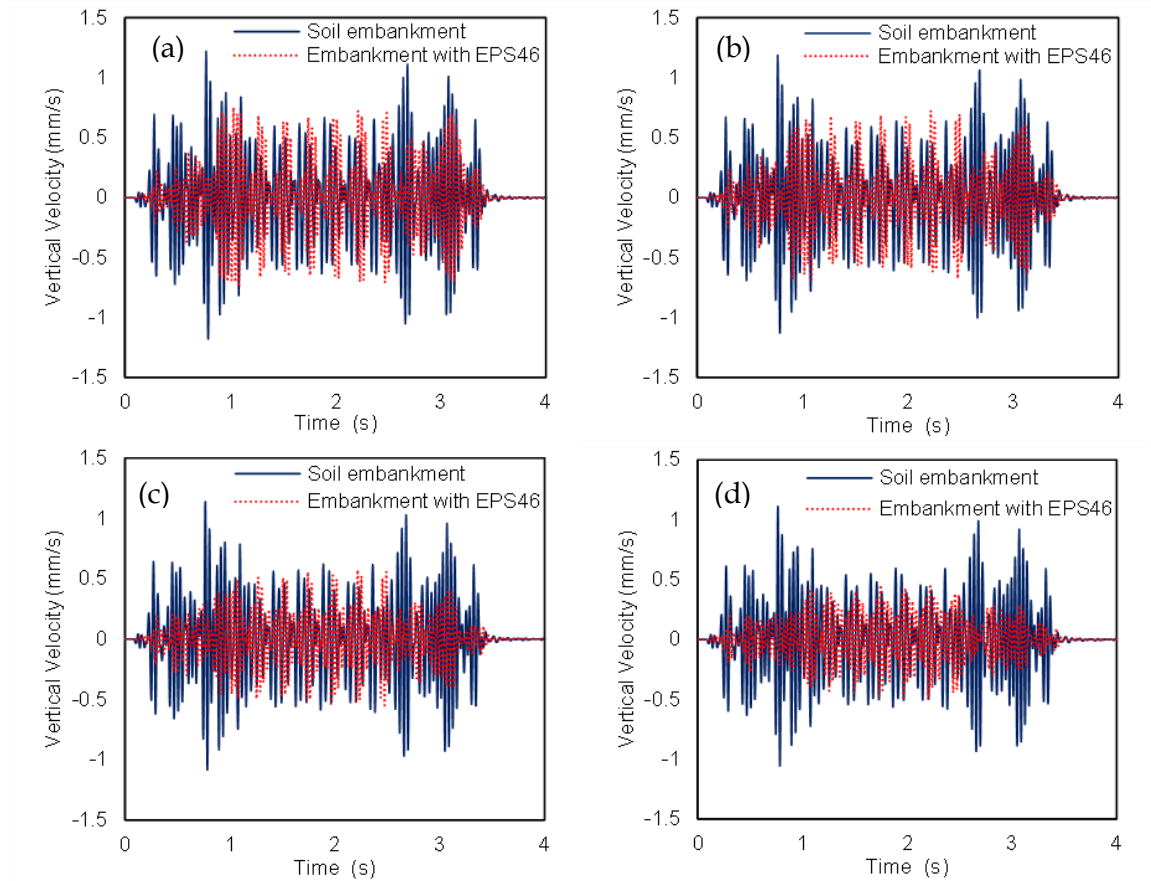 (a)
Soil embankment
Embankment with EPS46
Vertical Velocity (mm/s)
1.5
1
0.5
0
-0.5
-1
-1.5
0 1 2 3 4
Time (s)
(b)
Soil embankment
Embankment with EPS46
Vertical Velocity (mm/s)
1.5
1
0.5
0
-0.5
-1
-1.5
0 1 2 3 4
Time (s)
(c)
Soil embankment
Embankment with EPS46
Vertical Velocity (mm/s)
1.5
1
0.5
0
-0.5
-1
-1.5
0 1 2 3 4
Time (s)
(d)
Soil embankment
Embankment with EPS46
Vertical Velocity (mm/s)
1.5
1
0.5
0
-0.5
-1
-1.5
0 1 2 3 4
Time (s)